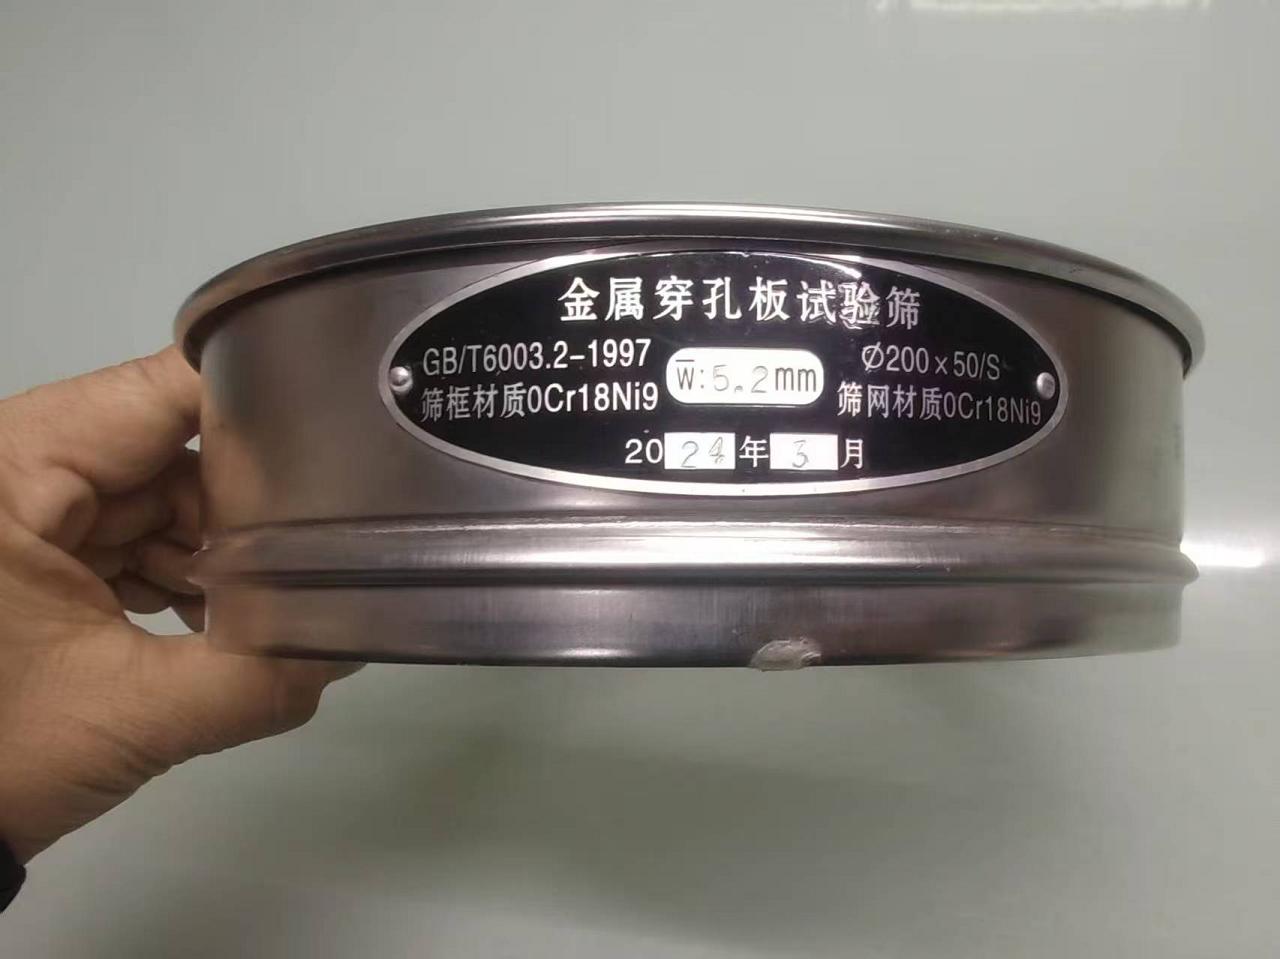 金属穿孔板试验筛
GB/T6003.2-1997 w̅:5.2mm Ø200×50/S
筛框材质0Cr18Ni9 筛网材质0Cr18Ni9
2024年3月